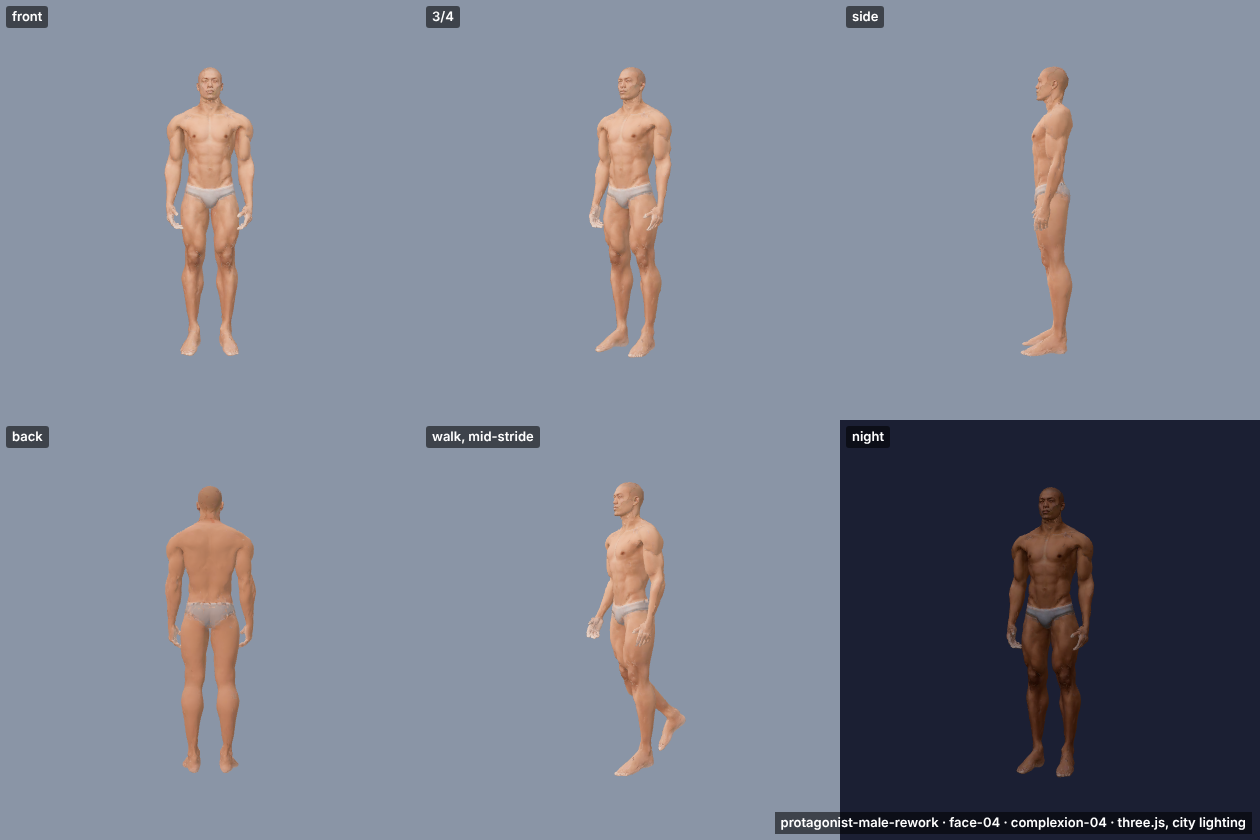 front
3/4
side
back
walk, mid-stride
night
protagonist-male-rework · face-04 · complexion-04 · three.js, city lighting